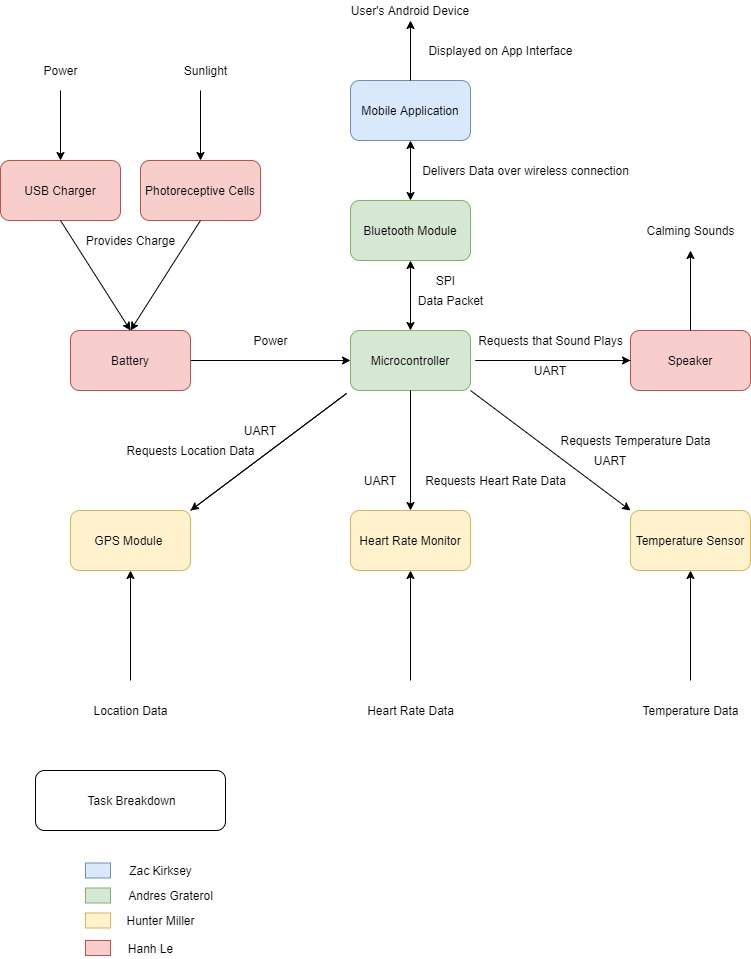 User's Android Device
Displayed on App Interface
Power
Sunlight
Mobile Application
USB Charger
Photoreceptive Cells
Delivers Data over wireless connection
Provides Charge
Bluetooth Module
Calming Sounds
SPI
Data Packet
Battery
Power
Microcontroller
Requests that Sound Plays
UART
Speaker
UART
Requests Location Data
UART
Requests Heart Rate Data
Requests Temperature Data
UART
GPS Module
Heart Rate Monitor
Temperature Sensor
Location Data
Heart Rate Data
Temperature Data
Task Breakdown
Zac Kirksey
Andres Graterol
Hunter Miller
Hanh Le